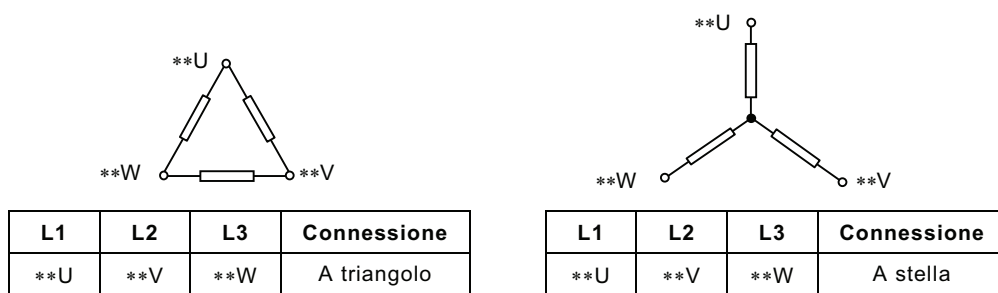 **U
**W
**V
L1 L2 L3 Connessione
**U **V **W A triangolo
**U
**W
**V
L1 L2 L3 Connessione
**U **V **W A stella